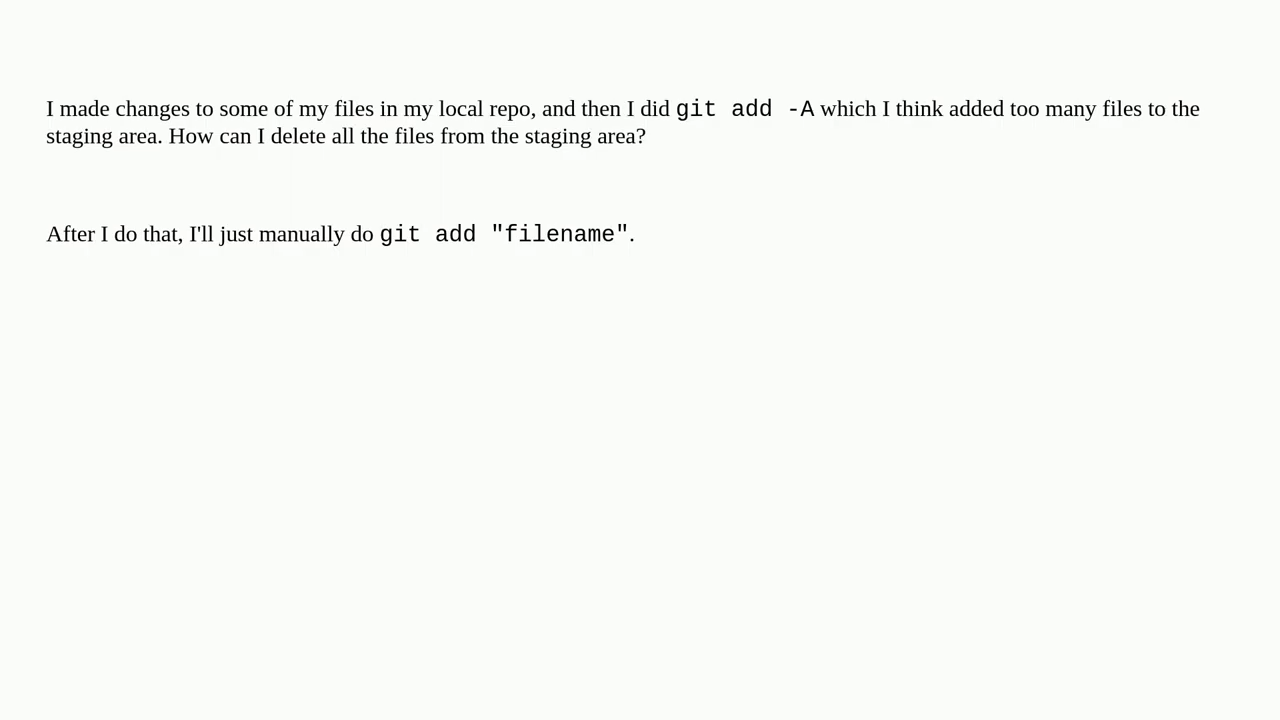 I made changes to some of my files in my local repo, and then I did git add -A which I think added too many files to the
staging area. How can I delete all the files from the staging area?
After I do that, I'll just manually do git add "filename".